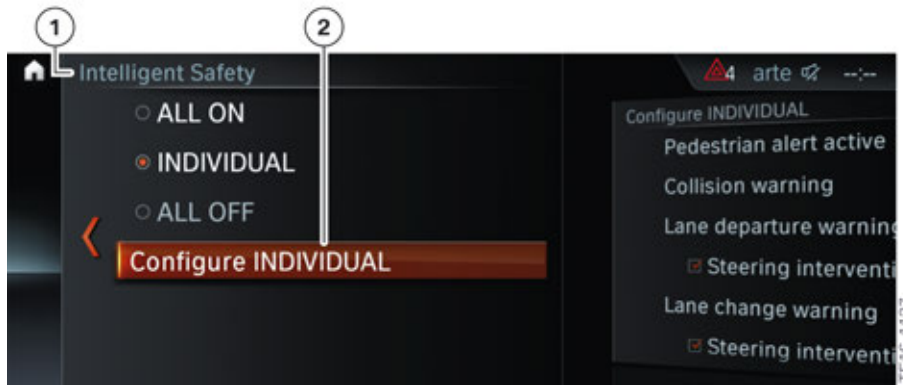 1
2
Intelligent Safety
ALL ON
INDIVIDUAL
ALL OFF
Configure INDIVIDUAL
4 arte --:--
Configure INDIVIDUAL
Pedestrian alert active
Collision warning
Lane departure warning
Steering interventi
Lane change warning
Steering interventi